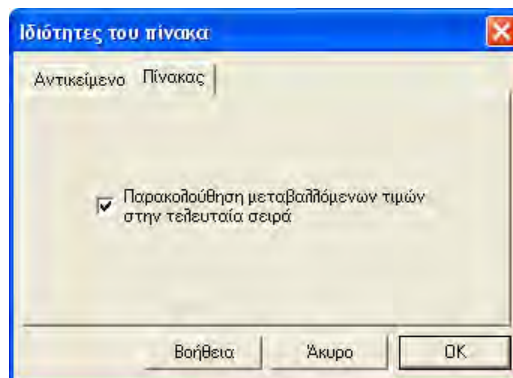 Ιδιότητες του πίνακα
Αντικείμενο Πίνακας
Παρακολούθηση μεταβαλλόμενων τιμών
στην τελευταία σειρά
Βοήθεια Άκυρο OK